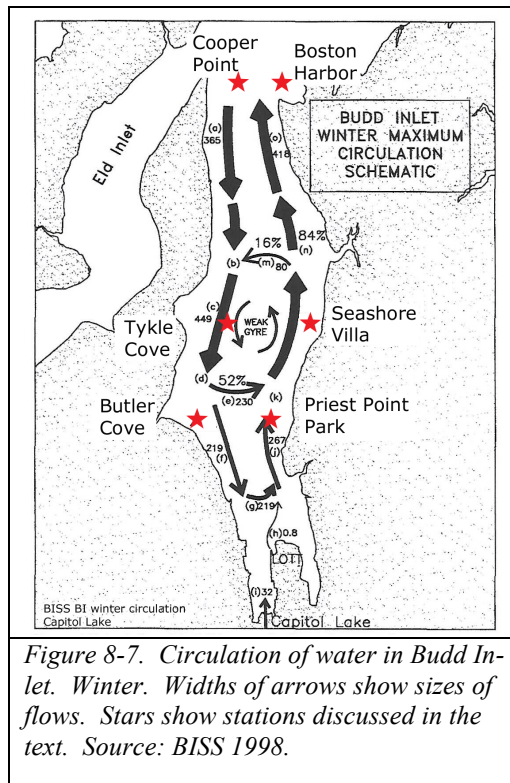 Cooper
Point
Boston
Harbor
BUDD INLET
WINTER MAXIMUM
CIRCULATION
SCHEMATIC
Eld Inlet
(a)
365
(o)
418
16%
84%
(n)
(b)
(m) 80
(c)
449
WEAK
GYRE
Tykle
Cove
Seashore
Villa
(d)
52%
(e) 230
(k)
Butler
Cove
Priest Point
Park
219
(f)
267
(j)
(g) 219
(h) 0.8
LOTT
(i) 32
BISS BI winter circulation
Capitol Lake
Capitol Lake
Figure 8-7. Circulation of water in Budd In-
let. Winter. Widths of arrows show sizes of
flows. Stars show stations discussed in the
text. Source: BISS 1998.